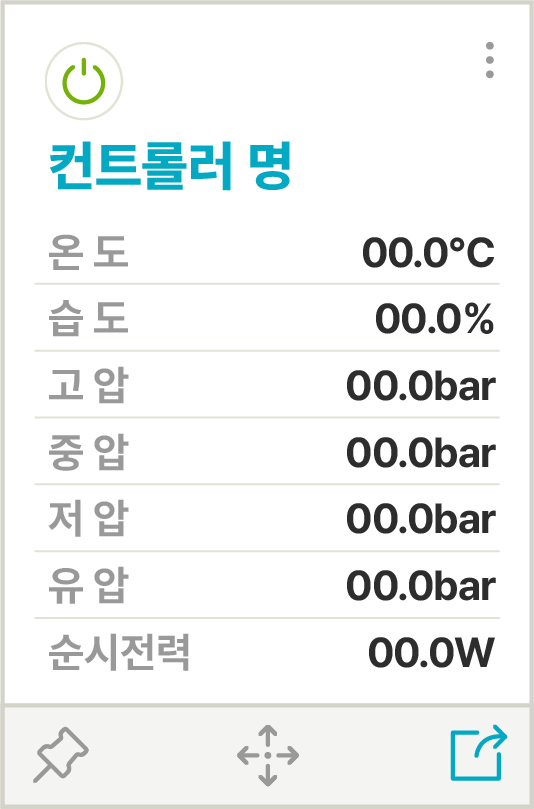 컨트롤러 명
온 도 00.0°C
습 도 00.0%
고 압 00.0bar
중 압 00.0bar
저 압 00.0bar
유 압 00.0bar
순시전력 00.0W